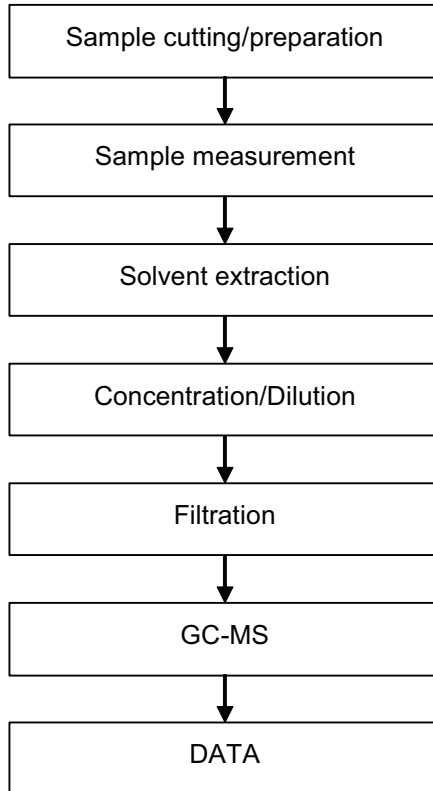 Sample cutting/preparation
Sample measurement
Solvent extraction
Concentration/Dilution
Filtration
GC-MS
DATA